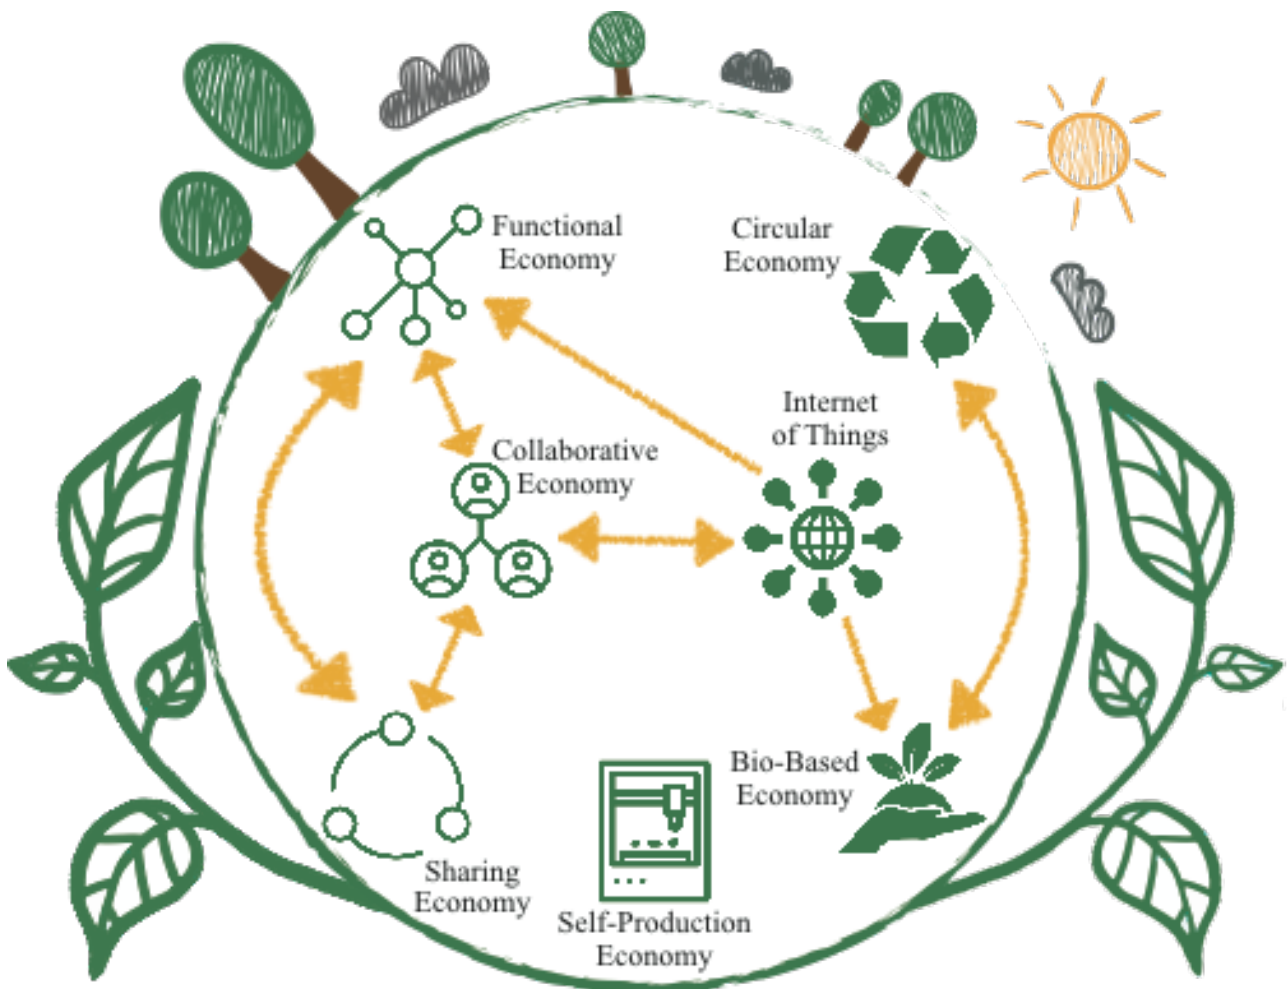 Functional
Economy
Circular
Economy
Internet
of Things
Collaborative
Economy
Bio-Based
Economy
Sharing
Economy
Self-Production
Economy